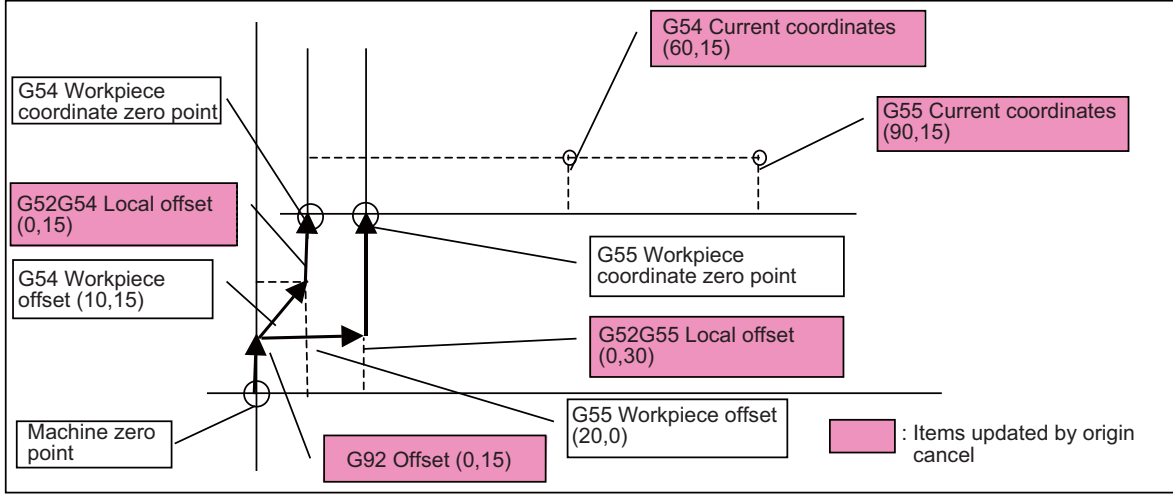 G54 Current coordinates
(60,15)
G54 Workpiece
coordinate zero point
G55 Current coordinates
(90,15)
G52G54 Local offset
(0,15)
G54 Workpiece
offset (10,15)
G55 Workpiece
coordinate zero point
G52G55 Local offset
(0,30)
G55 Workpiece offset
(20,0)
Machine zero
point
G92 Offset (0,15)
: Items updated by origin
cancel